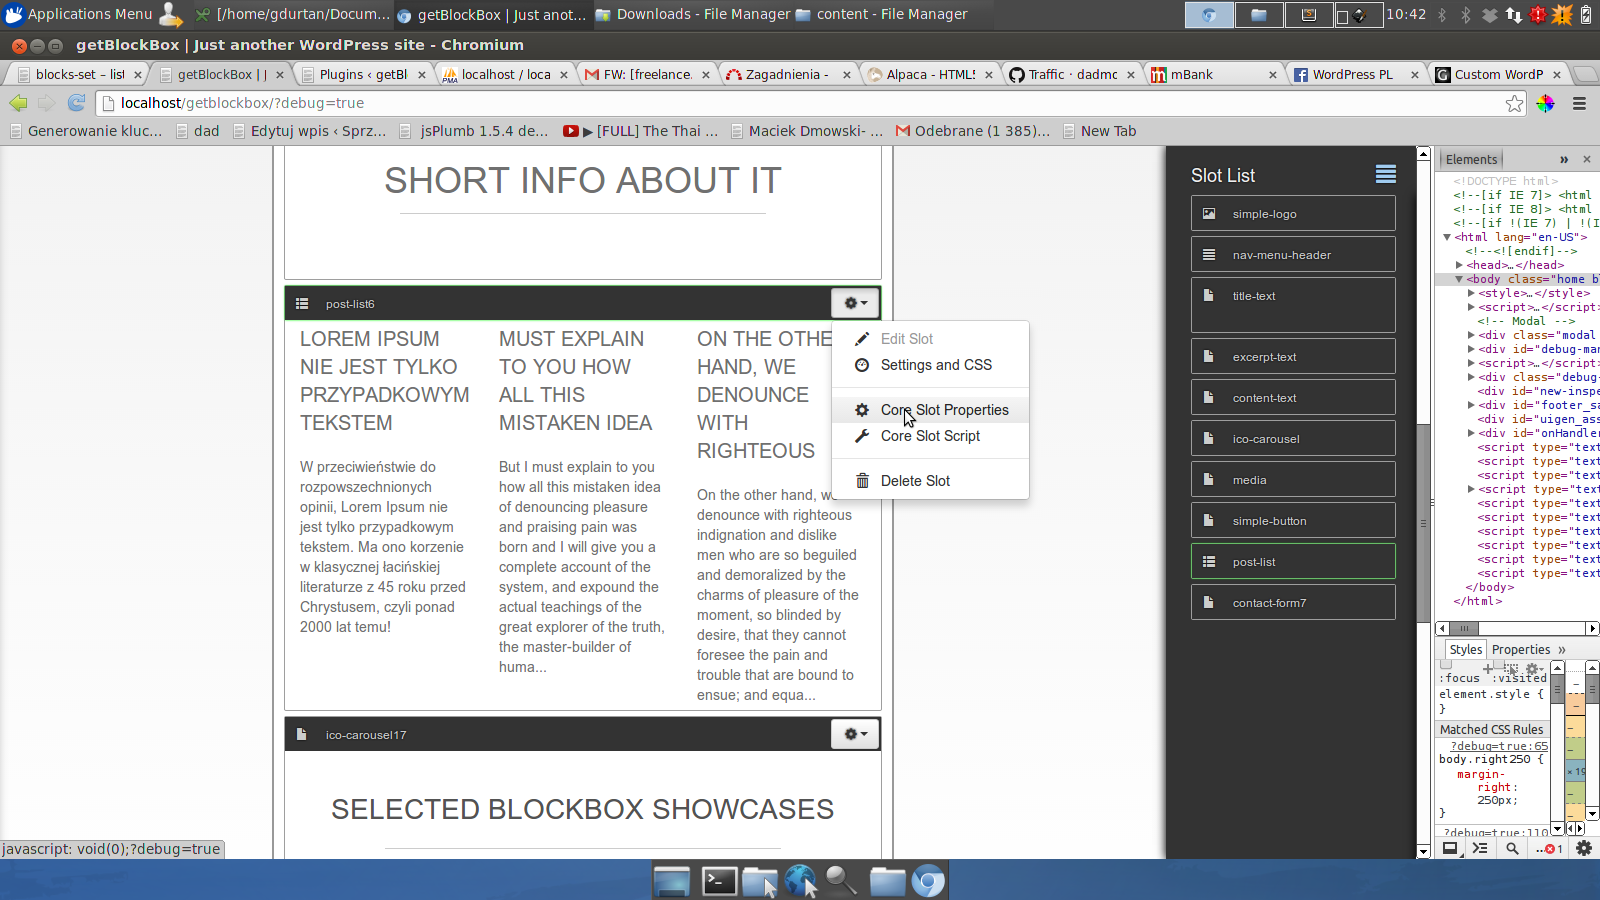 Applications Menu
[/home/gdurtan/Docum...
getBlockBox | Just anot...
Downloads - File Manager
content - File Manager
10:42
getBlockBox | Just another WordPress site - Chromium
blocks-set – list
getBlockBox | J
Plugins ‹ getBl
localhost / loca
FW: [freelance.
Zagadnienia -
Alpaca - HTML5
Traffic · dadmc
mBank
WordPress PL
Custom WordP
localhost/getblockbox/?debug=true
Generowanie kluc...
dad
Edytuj wpis ‹ Sprz...
jsPlumb 1.5.4 de...
▶ [FULL] The Thai ...
Maciek Dmowski- ...
Odebrane (1 385)...
New Tab
SHORT INFO ABOUT IT
post-list6
LOREM IPSUM
NIE JEST TYLKO
PRZYPADKOWYM
TEKSTEM
W przeciwieństwie do
rozpowszechnionych
opinii, Lorem Ipsum nie
jest tylko przypadkowym
tekstem. Ma ono korzenie
w klasycznej łacińskiej
literaturze z 45 roku przed
Chrystusem, czyli ponad
2000 lat temu!
MUST EXPLAIN
TO YOU HOW
ALL THIS
MISTAKEN IDEA
But I must explain to you
how all this mistaken idea
of denouncing pleasure
and praising pain was
born and I will give you a
complete account of the
system, and expound the
actual teachings of the
great explorer of the truth,
the master-builder of
huma...
ON THE OTHE
HAND, WE
DENOUNCE
WITH
RIGHTEOUS
On the other hand, we
denounce with righteous
indignation and dislike
men who are so beguiled
and demoralized by the
charms of pleasure of the
moment, so blinded by
desire, that they cannot
foresee the pain and
trouble that are bound to
ensue; and equa...
Edit Slot
Settings and CSS
Core Slot Properties
Core Slot Script
Delete Slot
ico-carousel17
SELECTED BLOCKBOX SHOWCASES
javascript: void(0);?debug=true
Slot List
simple-logo
nav-menu-header
title-text
excerpt-text
content-text
ico-carousel
media
simple-button
post-list
contact-form7
Elements » ×
<!DOCTYPE html>
<!--[if IE 7]> <html
<!--[if IE 8]> <html
<!--[if !(IE 7) | !(I
<html lang="en-US">
<!--<![endif]-->
<head>…</head>
<body class="home b
<style>…</style>
<script>…</script>
<!-- Modal -->
<div class="modal
<div id="debug-ma
<script>…</script>
<div class="debug-
<div id="new-inspe
<div id="footer_sa
<div id="uigen_ass
<div id="onHandler
<script type="text
<script type="text
<script type="text
<script type="text
<script type="text
<script type="text
<script type="text
<script type="text
<script type="text
<script type="text
</body>
</html>
Styles Properties »
:focus :visited
element.style {
}
Matched CSS Rules
?debug=true:65
body.right250 {
margin-
right:
250px;
}
?debug=true:110
× 19
1